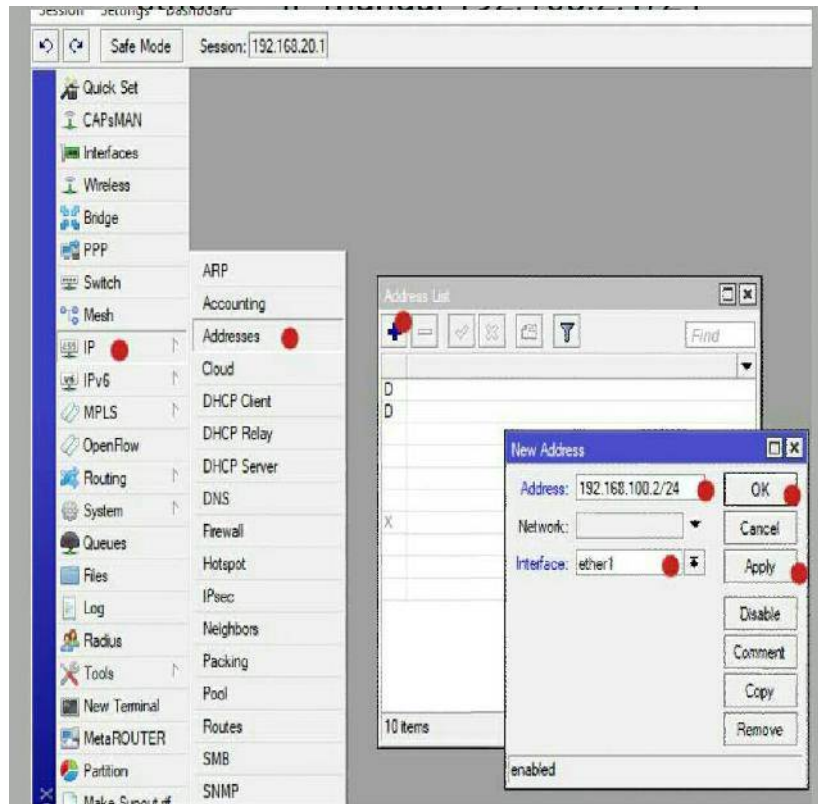 Session Settings Dashboard
Safe Mode Session: 192.168.20.1
Quick Set
CAPsMAN
Interfaces
Wireless
Bridge
PPP
Switch
Mesh
IP
IPv6
MPLS
OpenFlow
Routing
System
Queues
Files
Log
Radius
Tools
New Terminal
MetaROUTER
Partition
Make Supout.rif
ARP
Accounting
Addresses
Cloud
DHCP Client
DHCP Relay
DHCP Server
DNS
Firewall
Hotspot
IPsec
Neighbors
Packing
Pool
Routes
SMB
SNMP
Address List
Find
D
D
X
10 items
New Address
Address: 192.168.100.2/24
Network:
Interface: ether1
OK
Cancel
Apply
Disable
Comment
Copy
Remove
enabled